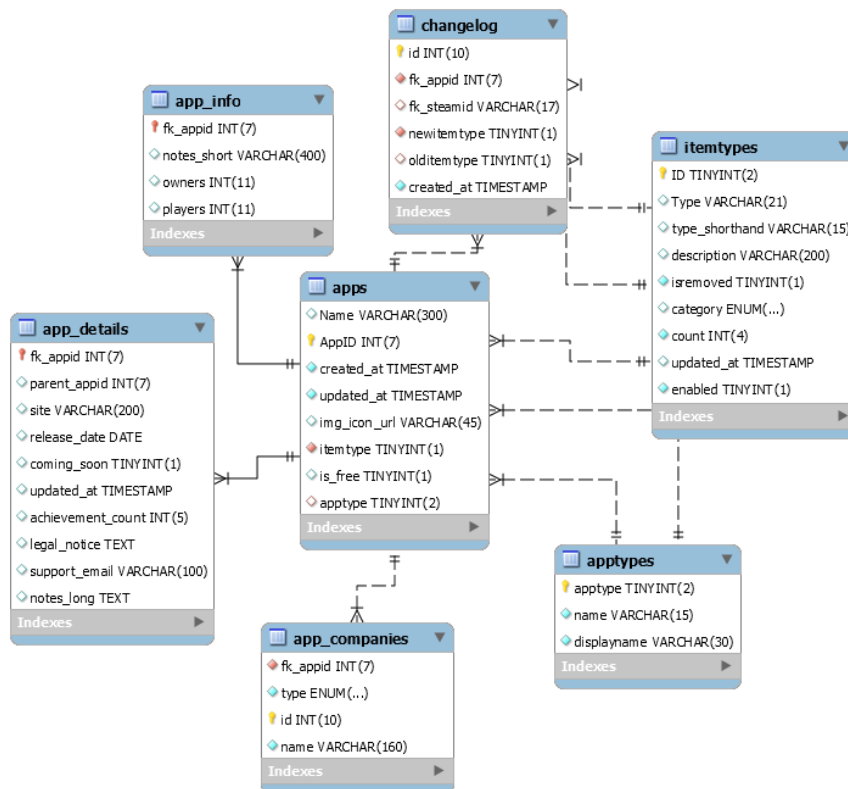 changelog
id INT(10)
fk_appid INT(7)
fk_steamid VARCHAR(17)
newitemtype TINYINT(1)
olditemtype TINYINT(1)
created_at TIMESTAMP
Indexes
app_info
fk_appid INT(7)
notes_short VARCHAR(400)
owners INT(11)
players INT(11)
Indexes
itemtypes
ID TINYINT(2)
Type VARCHAR(21)
type_shorthand VARCHAR(15)
description VARCHAR(200)
isremoved TINYINT(1)
category ENUM(...)
count INT(4)
updated_at TIMESTAMP
enabled TINYINT(1)
Indexes
apps
Name VARCHAR(300)
AppID INT(7)
created_at TIMESTAMP
updated_at TIMESTAMP
img_icon_url VARCHAR(45)
itemtype TINYINT(1)
is_free TINYINT(1)
apptype TINYINT(2)
Indexes
app_details
fk_appid INT(7)
parent_appid INT(7)
site VARCHAR(200)
release_date DATE
coming_soon TINYINT(1)
updated_at TIMESTAMP
achievement_count INT(5)
legal_notice TEXT
support_email VARCHAR(100)
notes_long TEXT
Indexes
apptypes
apptype TINYINT(2)
name VARCHAR(15)
displayname VARCHAR(30)
Indexes
app_companies
fk_appid INT(7)
type ENUM(...)
id INT(10)
name VARCHAR(160)
Indexes